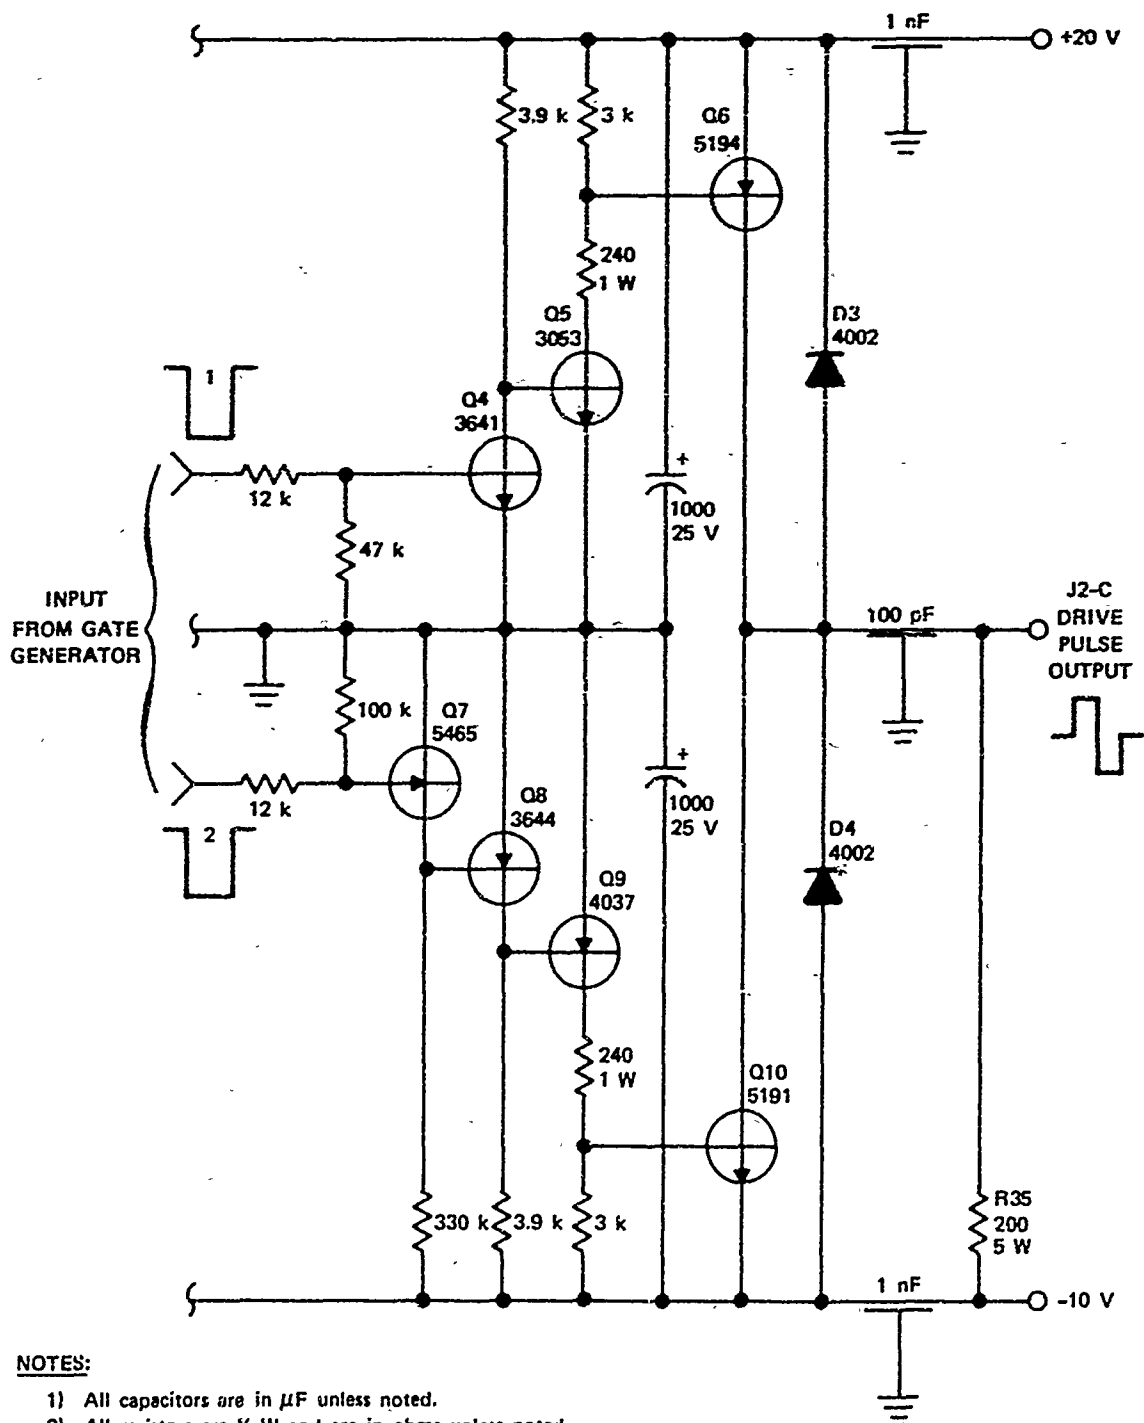 1 nF
+20 V
3.9 k
3 k
Q6
5194
240
1 W
Q5
3053
D3
4002
1
Q4
3641
+
12 k
1000
25 V
47 k
INPUT
FROM GATE
GENERATOR
100 pF
J2-C
DRIVE
PULSE
OUTPUT
100 k
Q7
5465
+
12 k
1000
25 V
2
Q8
3644
D4
4002
Q9
4037
240
1 W
Q10
5191
330 k
3.9 k
3 k
R35
200
5 W
1 nF
-10 V
NOTES:
1) All capacitors are in μF unless noted.